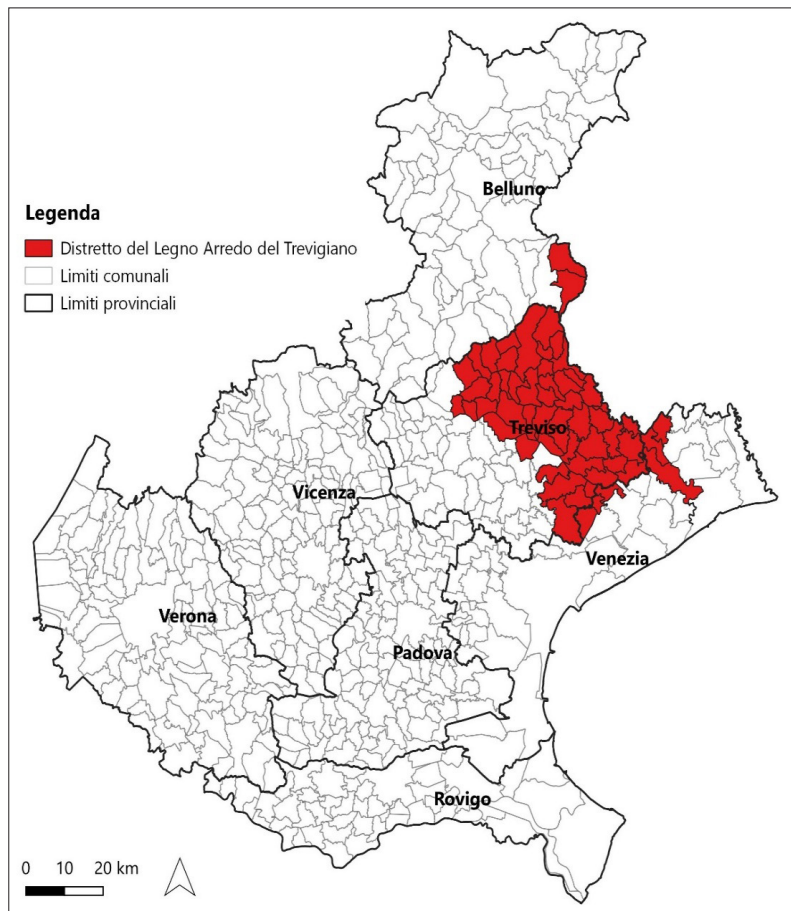 Belluno
Legenda
Distretto del Legno Arredo del Trevigiano
Limiti comunali
Limiti provinciali
Treviso
Vicenza
Venezia
Verona
Padova
Rovigo
0 10 20 km